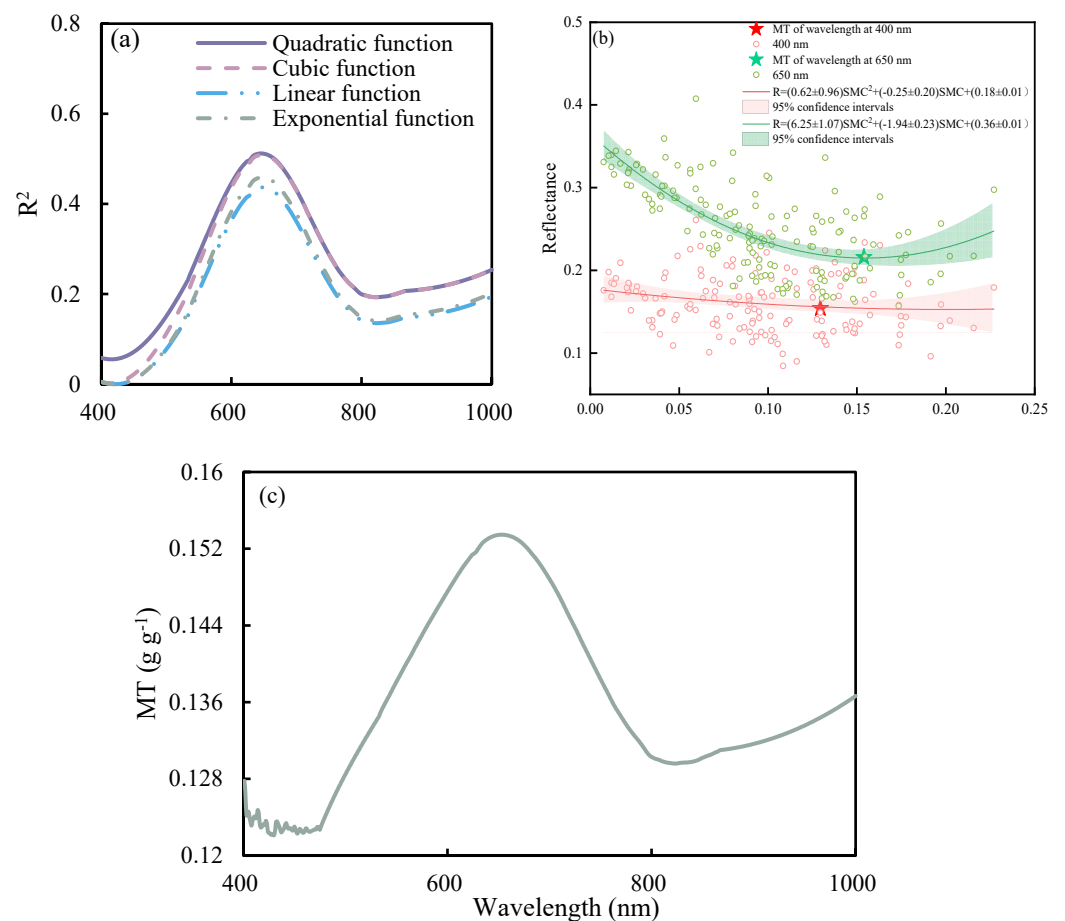 (a)
Quadratic function
Cubic function
Linear function
Exponential function
R²
0.8
0.6
0.4
0.2
0
400
600
800
1000
(b)
MT of wavelength at 400 nm
400 nm
MT of wavelength at 650 nm
650 nm
R=(0.62±0.96)SMC²+(-0.25±0.20)SMC+(0.18±0.01)
95% confidence intervals
R=(6.25±1.07)SMC²+(-1.94±0.23)SMC+(0.36±0.01)
95% confidence intervals
Reflectance
0.5
0.4
0.3
0.2
0.1
0.00
0.05
0.10
0.15
0.20
0.25
(c)
MT (g g⁻¹)
0.16
0.152
0.144
0.136
0.128
0.12
400
600
800
1000
Wavelength (nm)